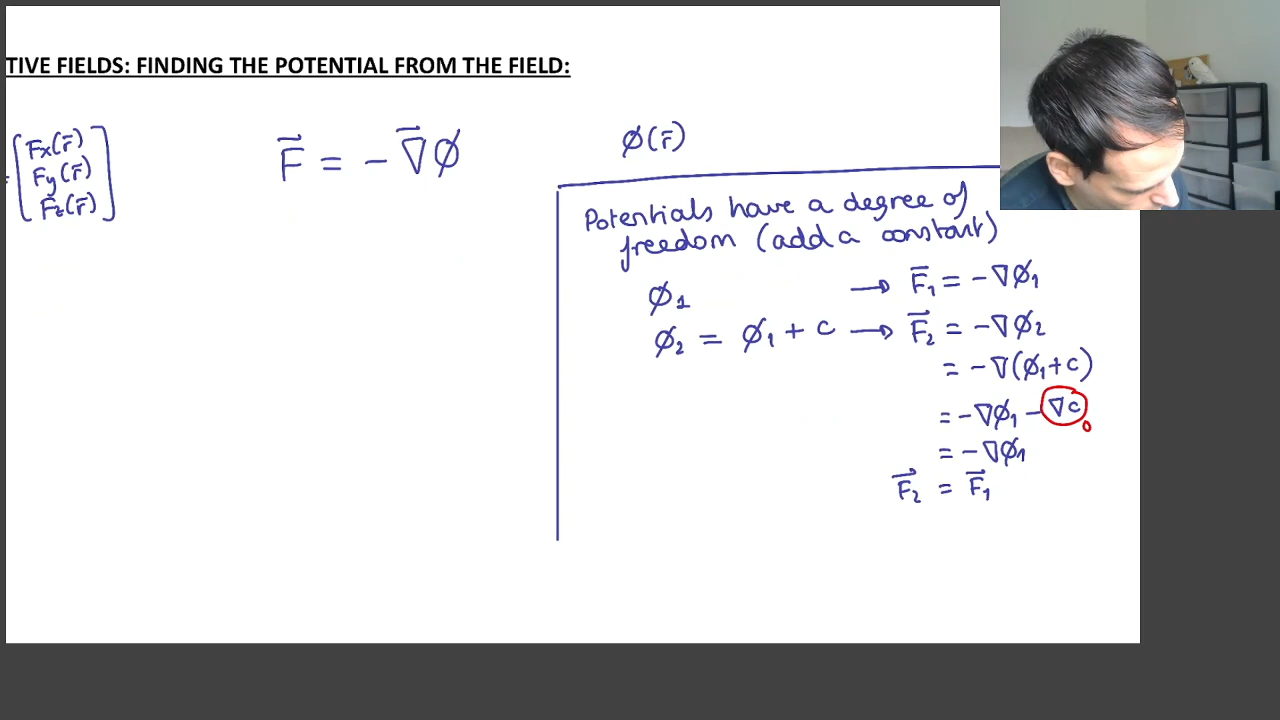 TIVE FIELDS: FINDING THE POTENTIAL FROM THE FIELD:
= [Fx(r̄)
Fy(r̄)
Fz(r̄)]
F⃗ = -∇⃗Ø
Ø(r̄)
Potentials have a degree of
freedom (add a constant)
Ø₁ → F̄₁ = -∇Ø₁
Ø₂ = Ø₁ + c → F⃗₂ = -∇Ø₂
= -∇(Ø₁+c)
= -∇Ø₁ - ∇c 0
= -∇Ø₁
F⃗₂ = F⃗₁